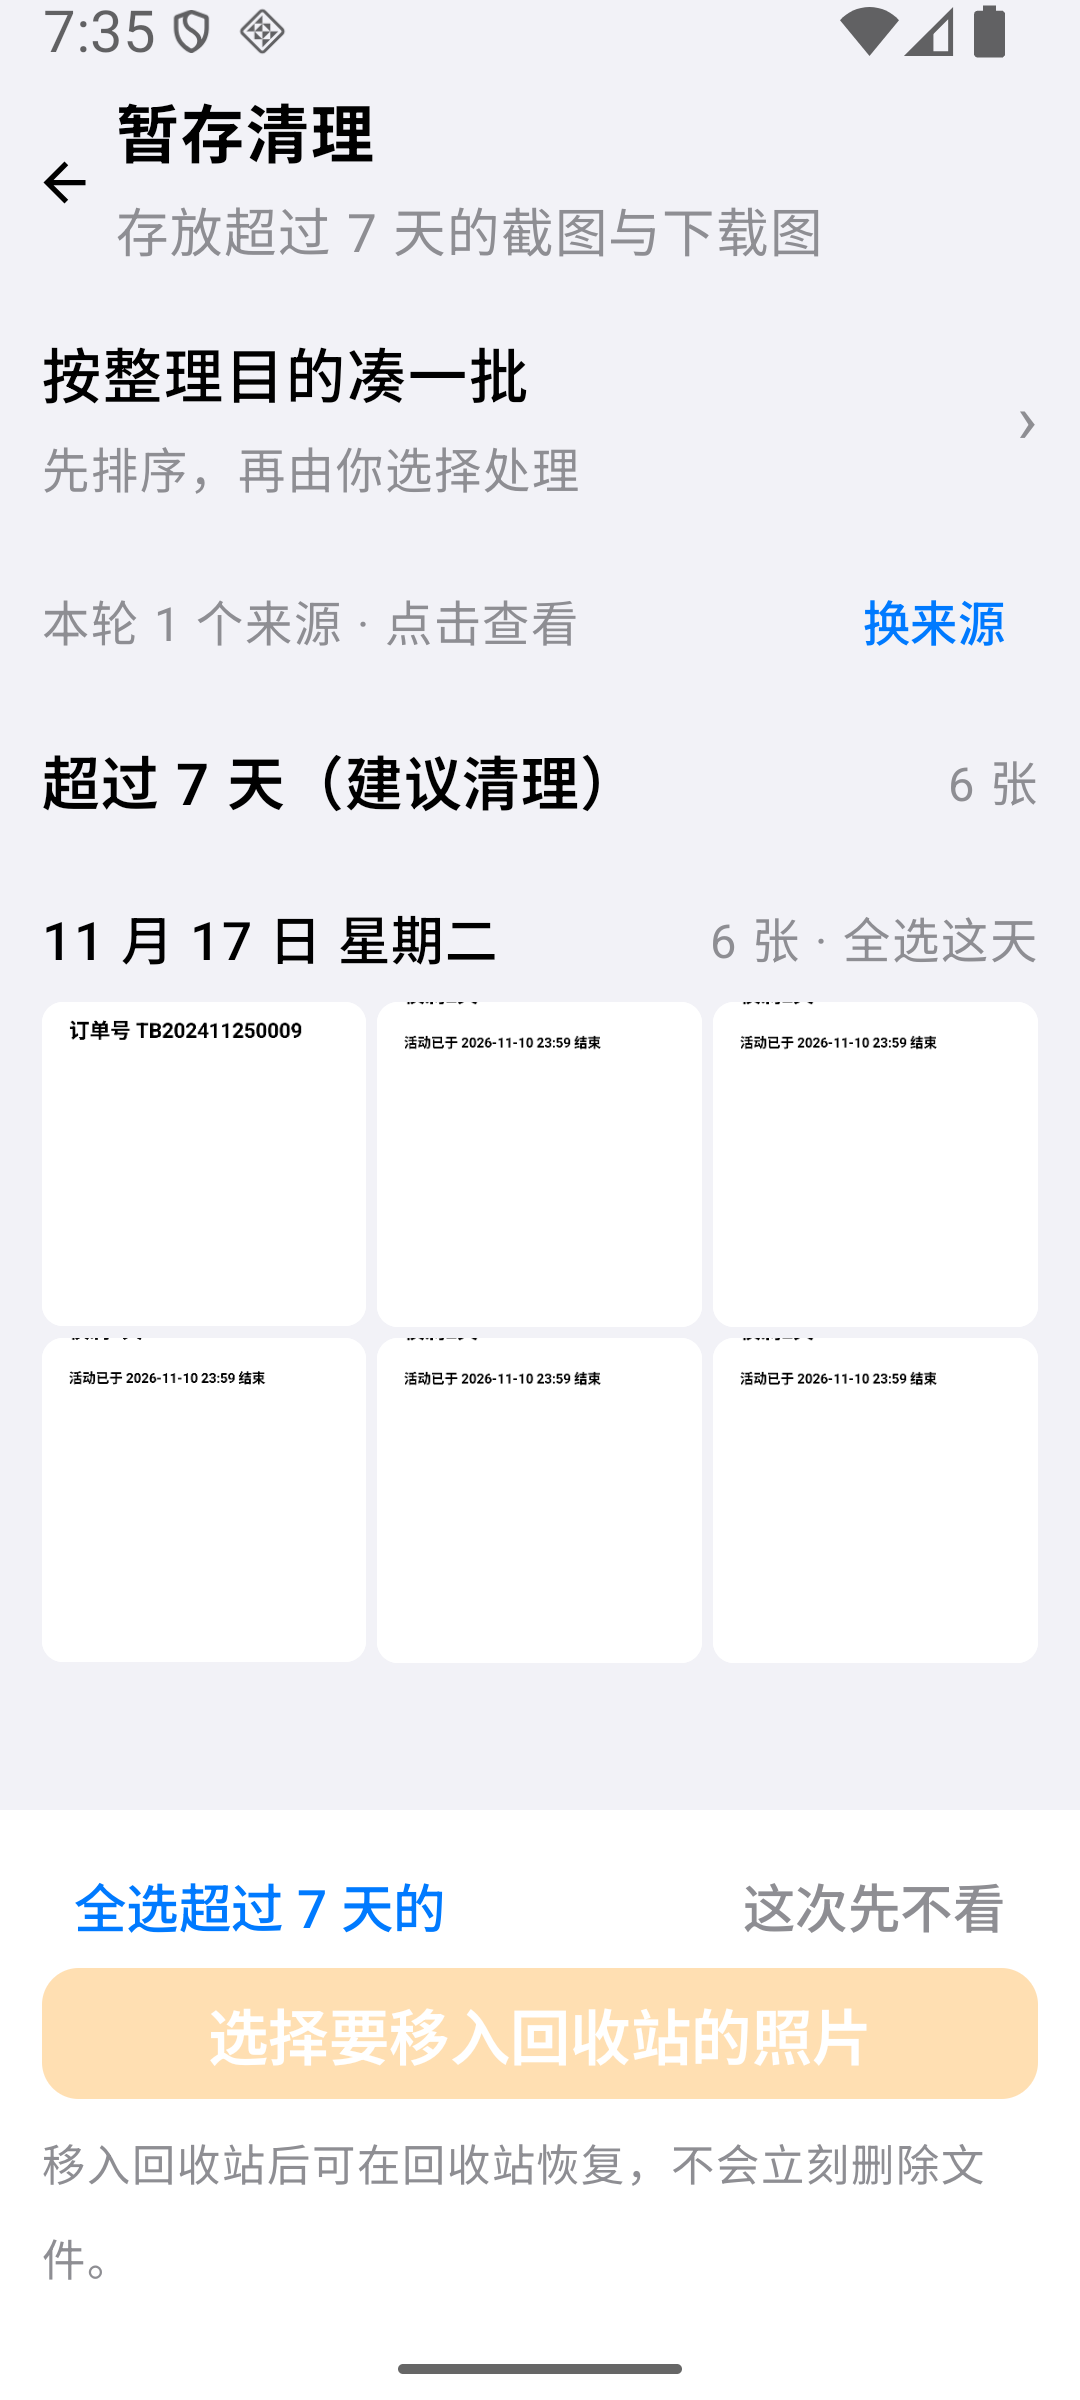 7:35
暂存清理
存放超过 7 天的截图与下载图
按整理目的凑一批
先排序，再由你选择处理
本轮 1 个来源 · 点击查看
换来源
超过 7 天（建议清理）
6 张
11 月 17 日 星期二
6 张 · 全选这天
订单号 TB202411250009
活动已于 2026-11-10 23:59 结束
活动已于 2026-11-10 23:59 结束
活动已于 2026-11-10 23:59 结束
活动已于 2026-11-10 23:59 结束
活动已于 2026-11-10 23:59 结束
全选超过 7 天的
这次先不看
选择要移入回收站的照片
移入回收站后可在回收站恢复，不会立刻删除文
件。